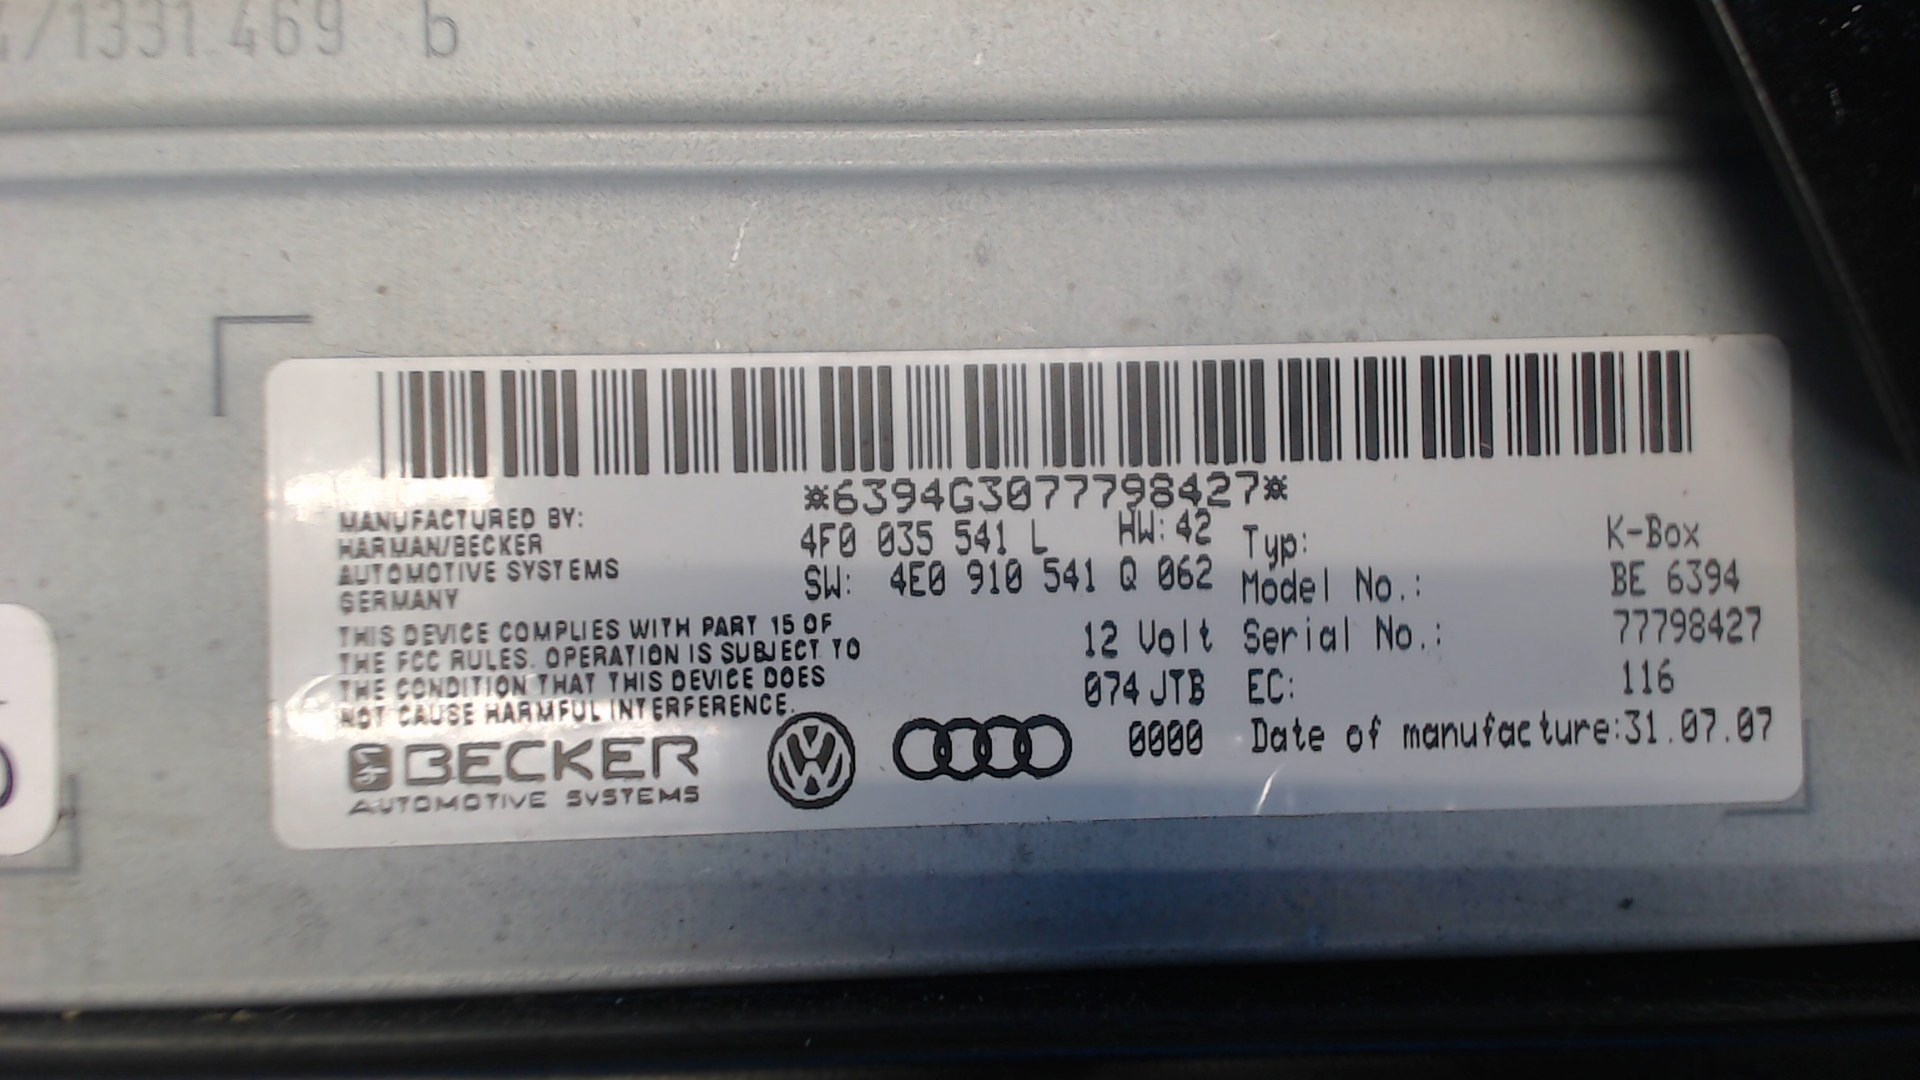 4/1331.469 b
*6394G3077798427*
MANUFACTURED BY:
HARMAN/BECKER
AUTOMOTIVE SYSTEMS
GERMANY
4F0 035 541 L HW: 42
SW: 4E0 910 541 Q 062
12 Volt
074 JTB
0000
Typ: K-Box
Model No.: BE 6394
Serial No.: 77798427
EC: 116
Date of manufacture:31.07.07
THIS DEVICE COMPLIES WITH PART 15 OF
THE FCC RULES. OPERATION IS SUBJECT TO
THE CONDITION THAT THIS DEVICE DOES
NOT CAUSE HARMFUL INTERFERENCE.
BECKER
AUTOMOTIVE SYSTEMS